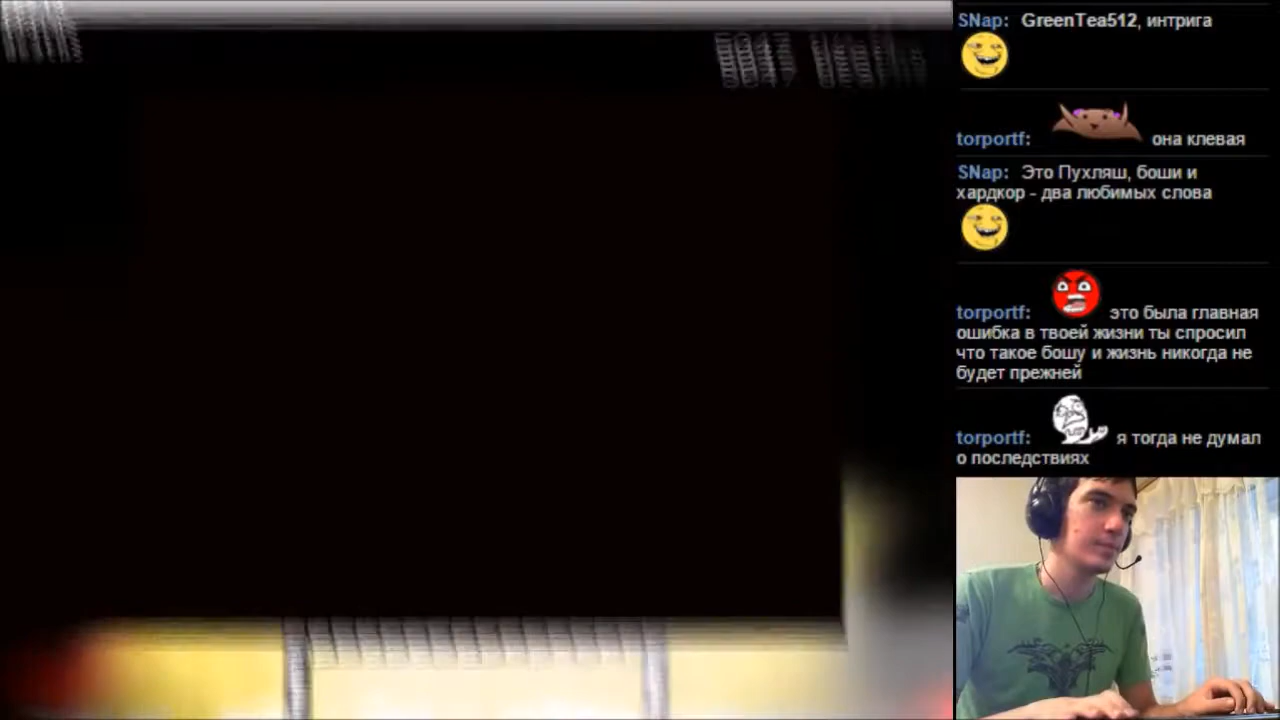 SNap: GreenTea512, интрига
torportf: она клевая
SNap: Это Пухляш, боши и
хардкор - два любимых слова
torportf: это была главная
ошибка в твоей жизни ты спросил
что такое бошу и жизнь никогда не
будет прежней
torportf: я тогда не думал
о последствиях